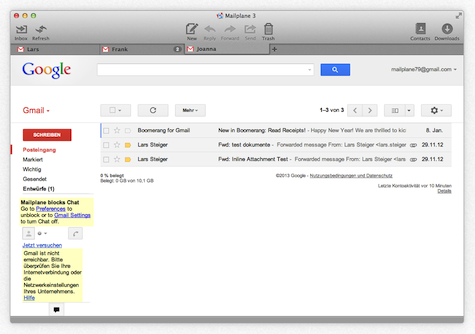 Mailplane 3
Inbox Refresh New Reply Forward Send Trash Contacts Downloads
Lars Frank Joanna
Google
mailplane79@gmail.com
Gmail Mehr 1–3 von 3
SCHREIBEN
Boomerang for Gmail New in Boomerang: Read Receipts! - Happy New Year! We are thrilled to kic 8. Jan.
Posteingang
Lars Steiger Fwd: test dokumente - Forwarded message From: Lars Steiger <lars.steiger 29.11.12
Markiert
Lars Steiger Fwd: Inline Attachment Test - Forwarded message From: Lars Steiger <lars 29.11.12
Wichtig
Gesendet
Entwürfe (1)
0 % belegt
Belegt: 0 GB von 10,1 GB
©2013 Google - Nutzungsbedingungen und Datenschutz
Letzte Kontoaktivität vor 10 Minuten
Details
Mailplane blocks Chat
Go to Preferences to
unblock or to Gmail Settings
to turn Chat off.
Jetzt versuchen
Gmail ist nicht
erreichbar. Bitte
überprüfen Sie Ihre
Internetverbindung oder
die
Netzwerkeinstellungen
Ihres Unternehmens.
Hilfe